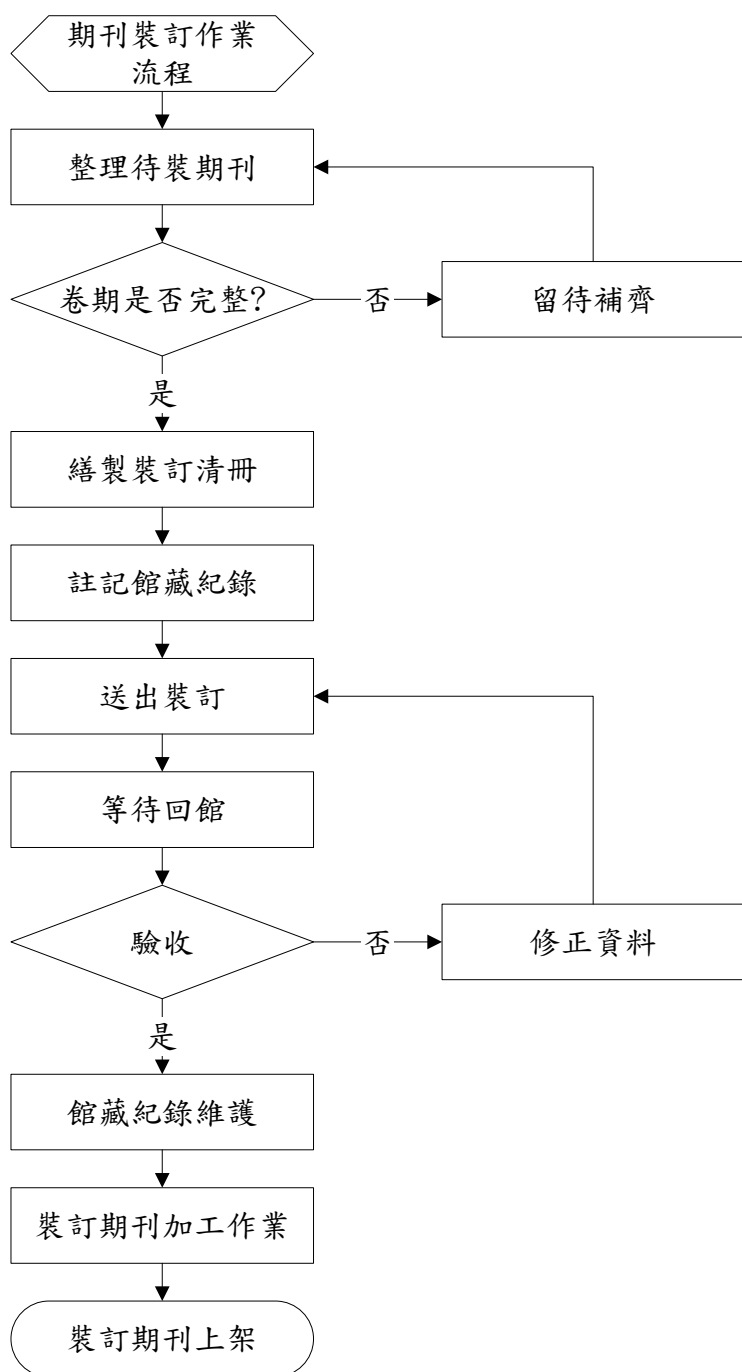 期刊裝訂作業
流程
整理待裝期刊
卷期是否完整?
否
留待補齊
是
繕製裝訂清冊
註記館藏紀錄
送出裝訂
等待回館
驗收
否
修正資料
是
館藏紀錄維護
裝訂期刊加工作業
裝訂期刊上架